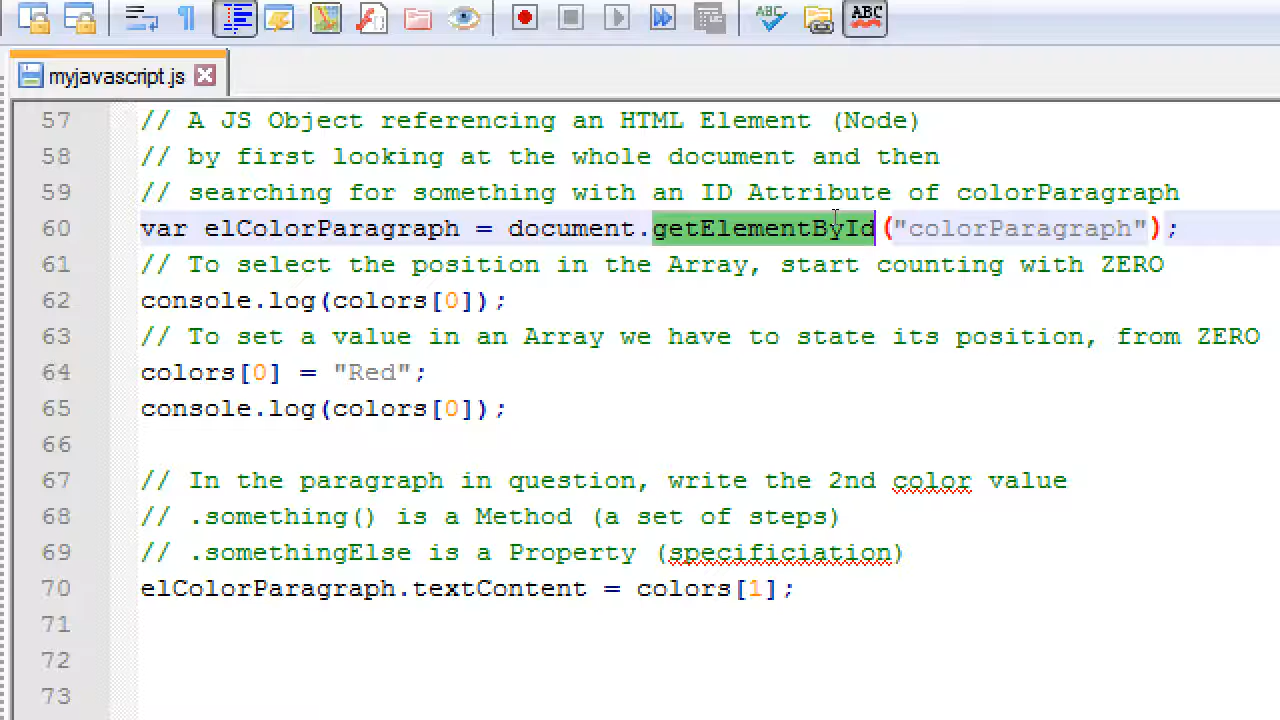 ABC
ABC
myjavascript.js
57 // A JS Object referencing an HTML Element (Node)
58 // by first looking at the whole document and then
59 // searching for something with an ID Attribute of colorParagraph
60 var elColorParagraph = document.getElementById("colorParagraph");
61 // To select the position in the Array, start counting with ZERO
62 console.log(colors[0]);
63 // To set a value in an Array we have to state its position, from ZERO
64 colors[0] = "Red";
65 console.log(colors[0]);
66
67 // In the paragraph in question, write the 2nd color value
68 // .something() is a Method (a set of steps)
69 // .somethingElse is a Property (specificiation)
70 elColorParagraph.textContent = colors[1];
71
72
73